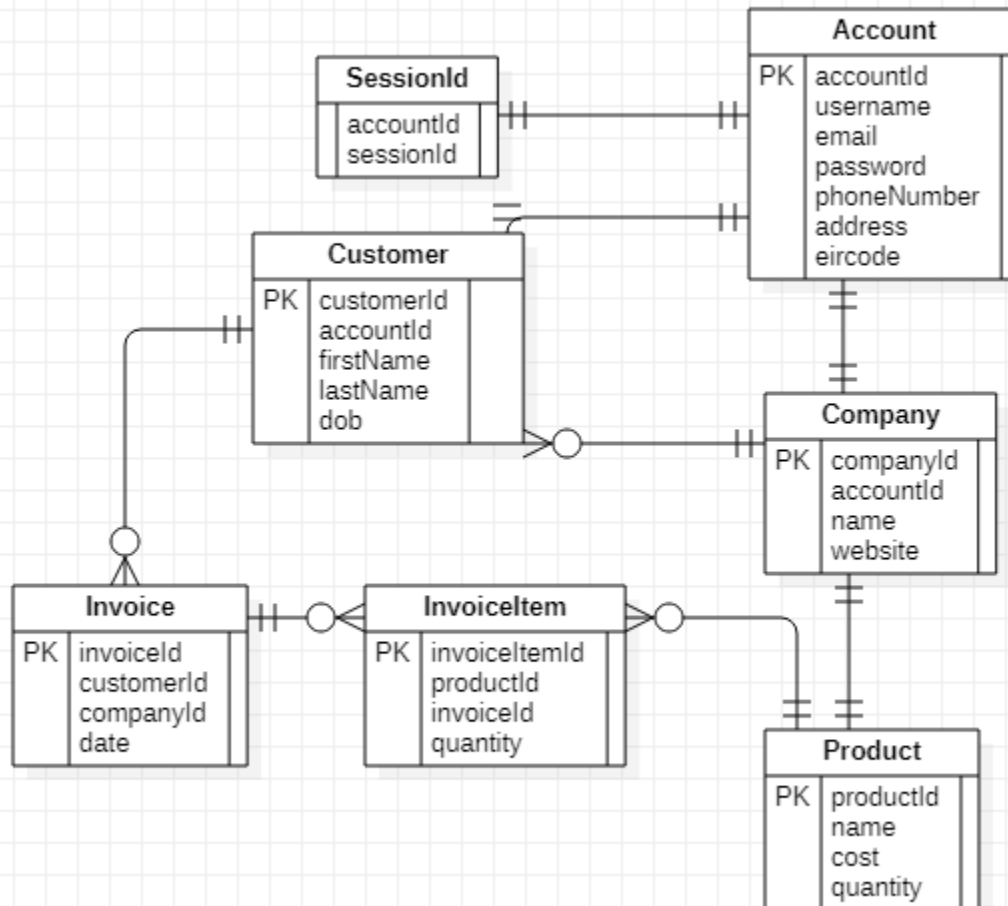 Account
PK accountId
username
email
password
phoneNumber
address
eircode
SessionId
accountId
sessionId
Customer
PK customerId
accountId
firstName
lastName
dob
Company
PK companyId
accountId
name
website
Invoice
PK invoiceId
customerId
companyId
date
InvoiceItem
PK invoiceItemId
productId
invoiceId
quantity
Product
PK productId
name
cost
quantity